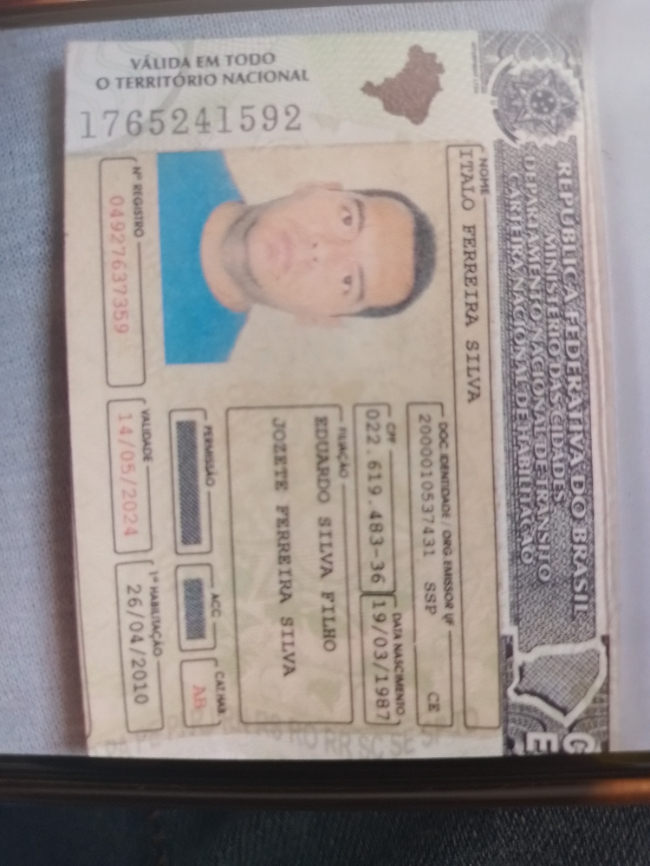 REPÚBLICA FEDERATIVA DO BRASIL
MINISTÉRIO DAS CIDADES
DEPARTAMENTO NACIONAL DE TRÂNSITO
CARTEIRA NACIONAL DE HABILITAÇÃO
CE
VÁLIDA EM TODO
O TERRITÓRIO NACIONAL
1765241592
NOME
ITALO FERREIRA SILVA
DOC. IDENTIDADE / ORG. EMISSOR UF
2000010537431 SSP CE
CPF DATA NASCIMENTO
022.619.483-36 19/03/1987
FILIAÇÃO
EDUARDO SILVA FILHO
JOZETE FERREIRA SILVA
PERMISSÃO ACC CAT.HAB.
AB
Nº REGISTRO VALIDADE 1ª HABILITAÇÃO
04927637359 14/05/2024 26/04/2010
RO RR SC SE SP